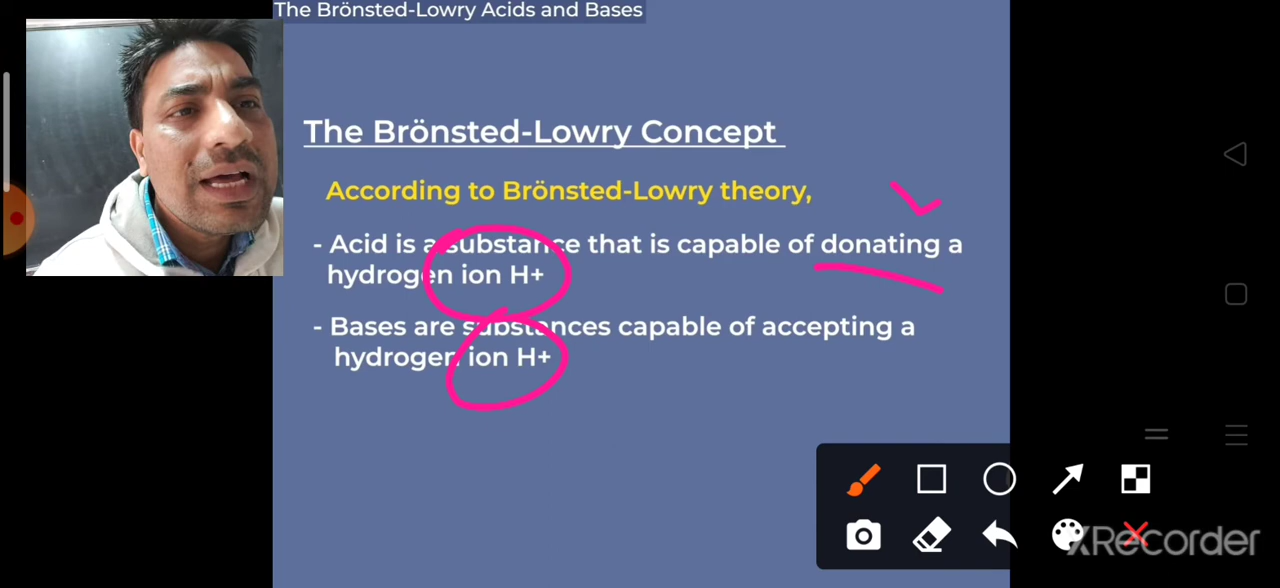 The Brönsted-Lowry Acids and Bases
The Brönsted-Lowry Concept
According to Brönsted-Lowry theory,
- Acid is a substance that is capable of donating a
hydrogen ion H+
- Bases are substances capable of accepting a
hydrogen ion H+
XRecorder